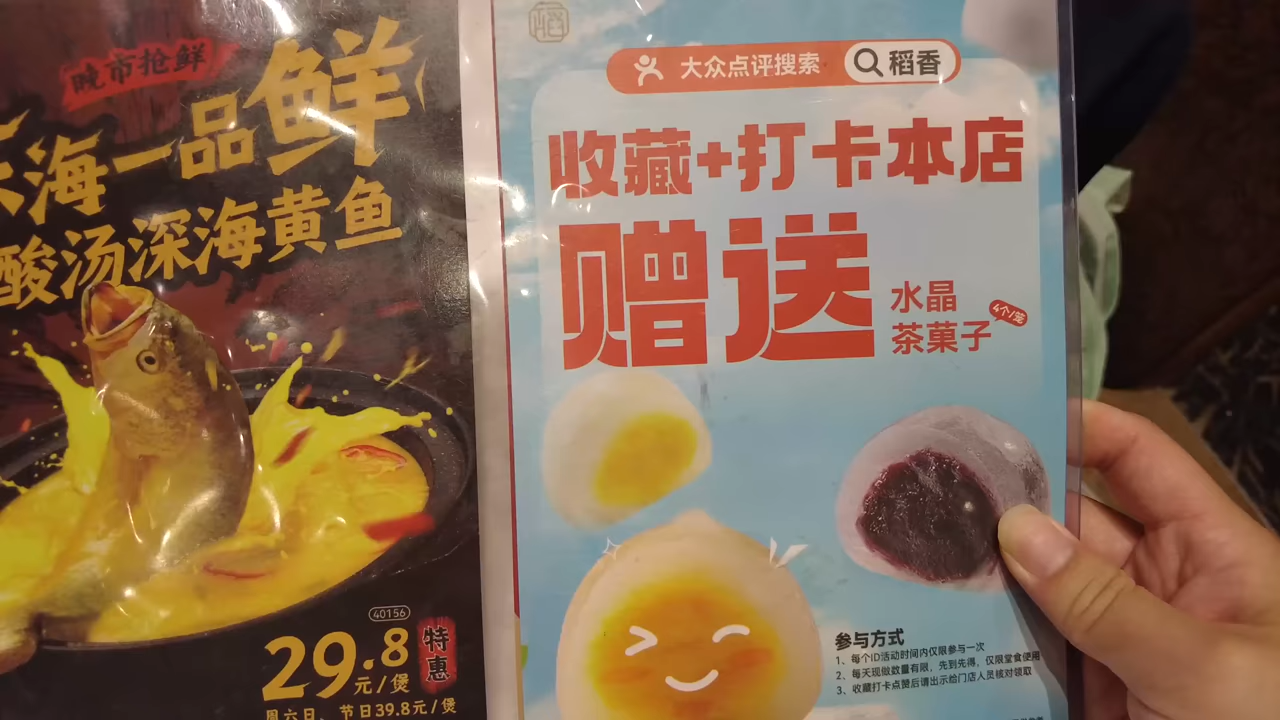 晚市抢鲜
海一品鲜
酸汤深海黄鱼
40156
29.8
元/煲
特惠
周六日、节日39.8元/煲
稻
大众点评搜索
稻香
收藏+打卡本店
赠送
水晶
茶菓子
4个/笼
参与方式
1、每个ID活动时间内仅限参与一次
2、每天现做数量有限，先到先得，仅限堂食使用
3、收藏打卡点赞后请出示给门店人员核对领取